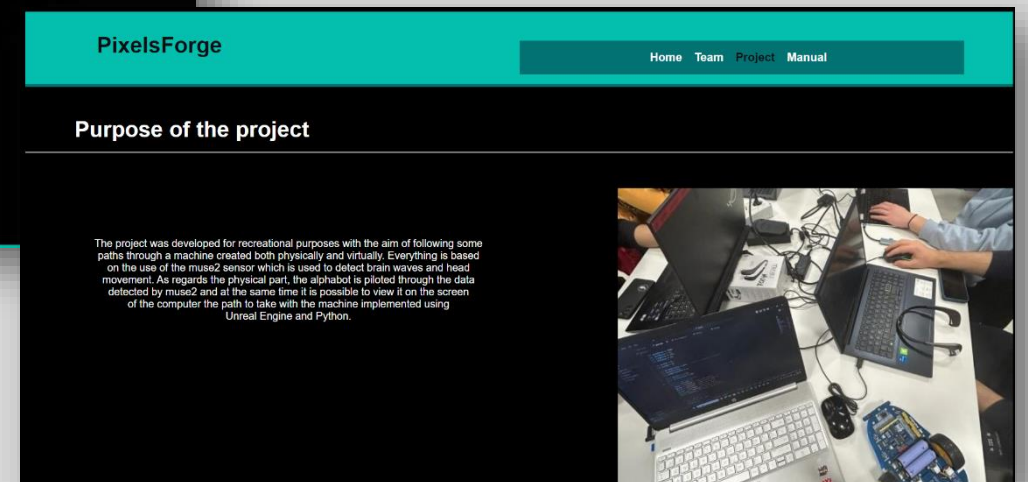 PixelsForge
Home Team Project Manual
Purpose of the project
The project was developed for recreational purposes with the aim of following some
paths through a machine created both physically and virtually. Everything is based
on the use of the muse2 sensor which is used to detect brain waves and head
movement. As regards the physical part, the alphabot is piloted through the data
detected by muse2 and at the same time it is possible to view it on the screen
of the computer the path to take with the machine implemented using
Unreal Engine and Python.